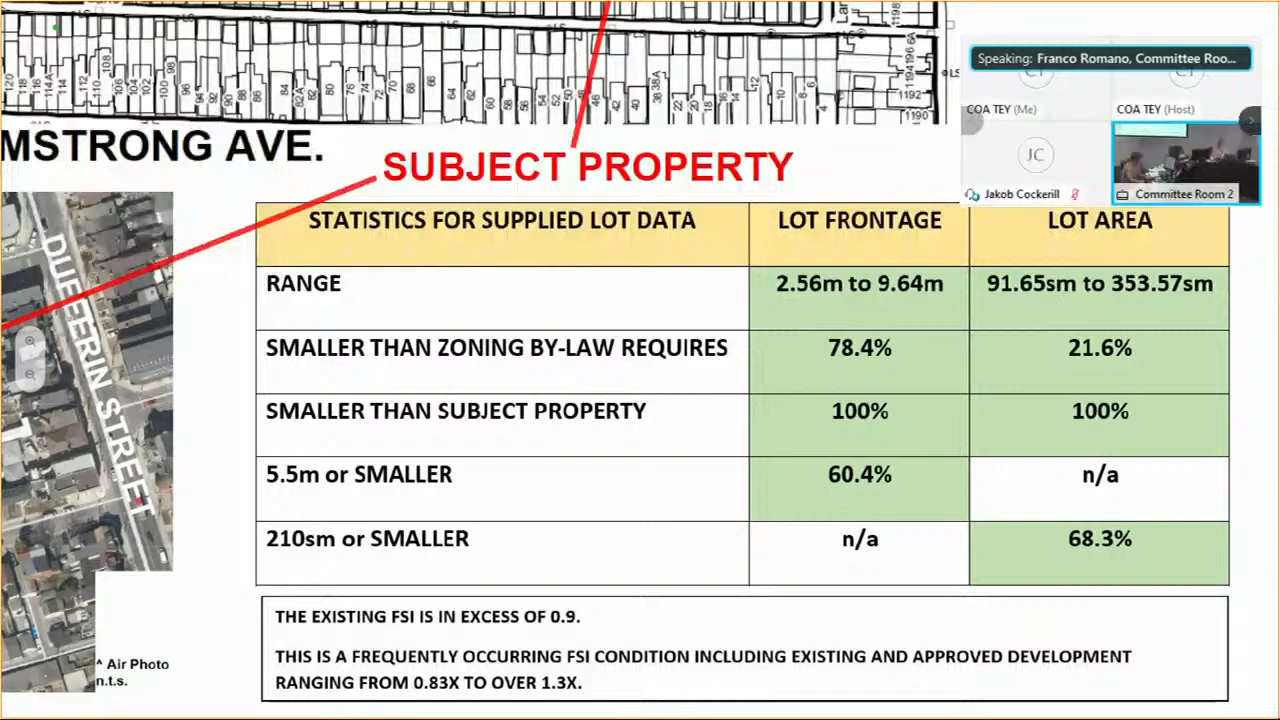 MSTRONG AVE.
SUBJECT PROPERTY
Speaking: Franco Romano, Committee Roo...
COA TEY (Me)
COA TEY (Host)
JC
Jakob Cockerill
Committee Room 2
DUFFERIN STREET
STATISTICS FOR SUPPLIED LOT DATA LOT FRONTAGE LOT AREA
RANGE 2.56m to 9.64m 91.65sm to 353.57sm
SMALLER THAN ZONING BY-LAW REQUIRES 78.4% 21.6%
SMALLER THAN SUBJECT PROPERTY 100% 100%
5.5m or SMALLER 60.4% n/a
210sm or SMALLER n/a 68.3%
THE EXISTING FSI IS IN EXCESS OF 0.9.
THIS IS A FREQUENTLY OCCURRING FSI CONDITION INCLUDING EXISTING AND APPROVED DEVELOPMENT
RANGING FROM 0.83X TO OVER 1.3X.
^ Air Photo
n.t.s.